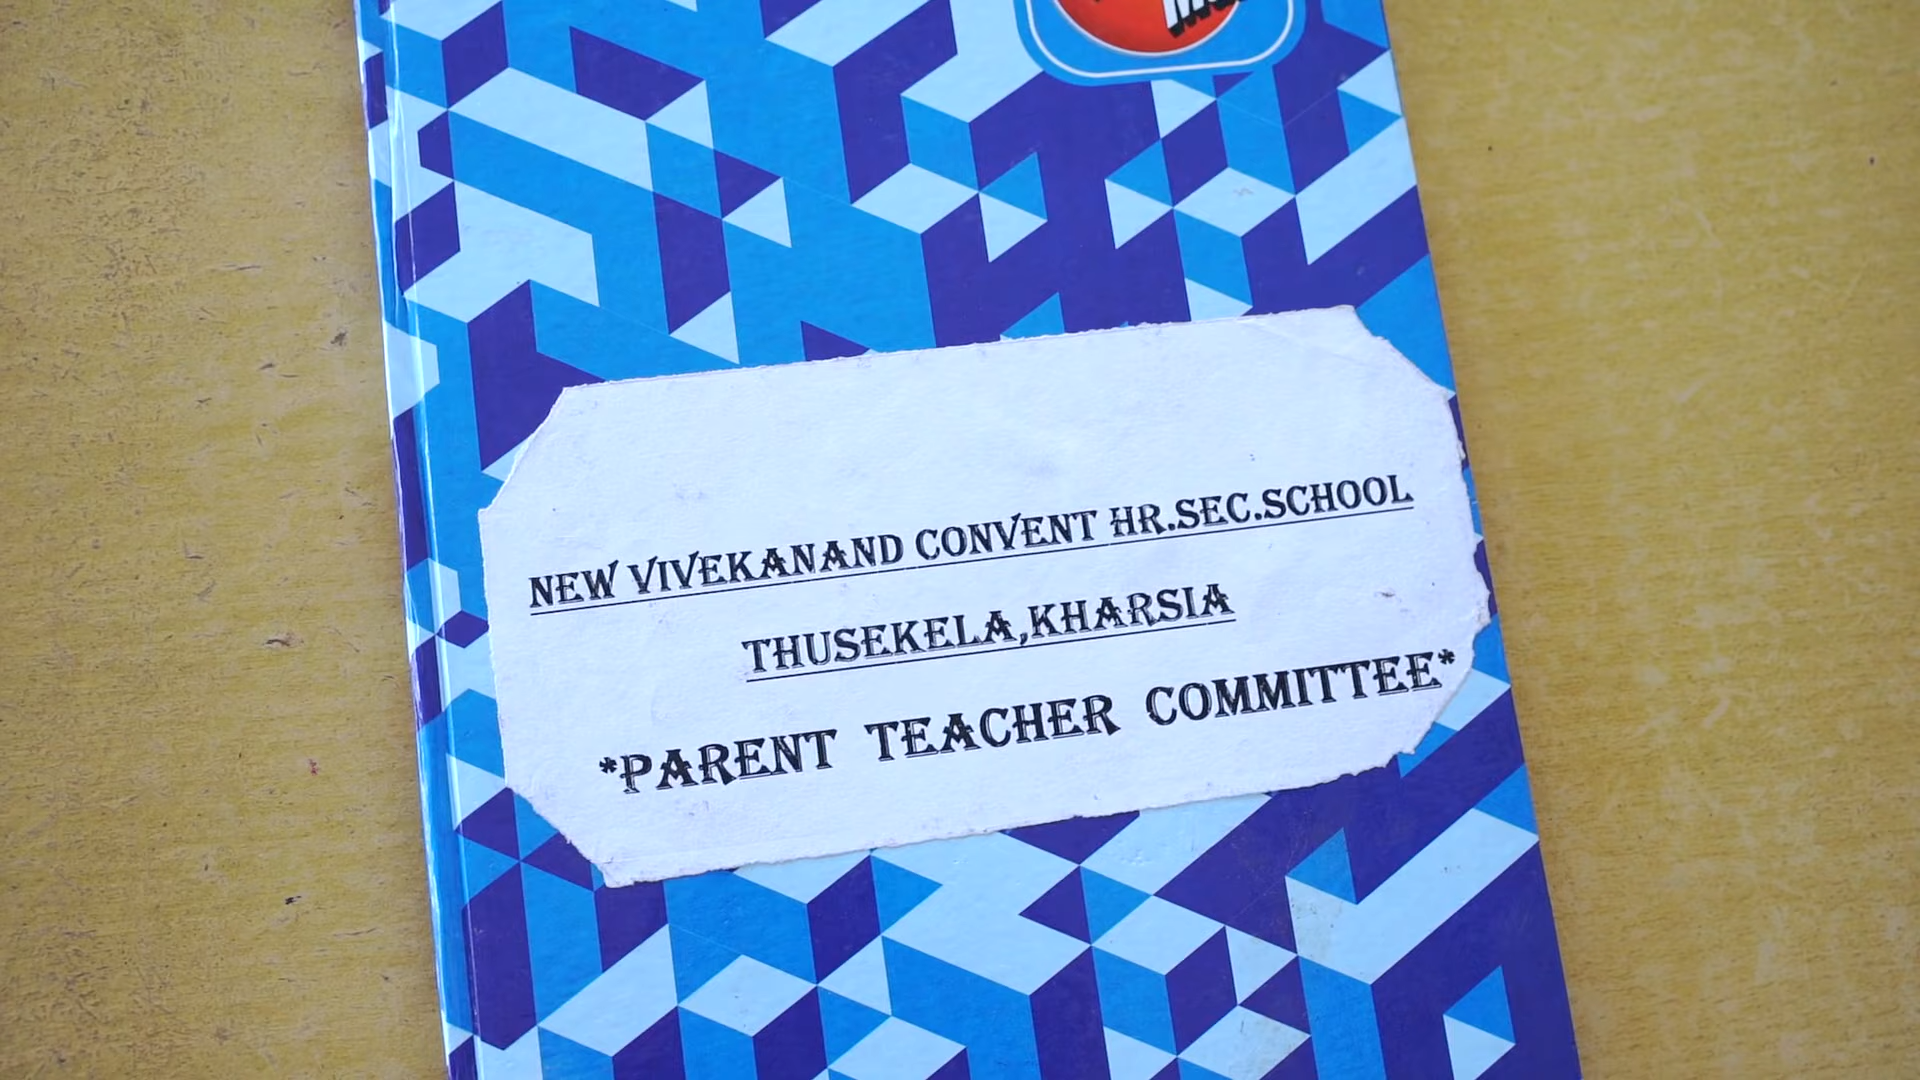 NEW VIVEKANAND CONVENT HR.SEC.SCHOOL
THUSEKELA,KHARSIA
*PARENT TEACHER COMMITTEE*